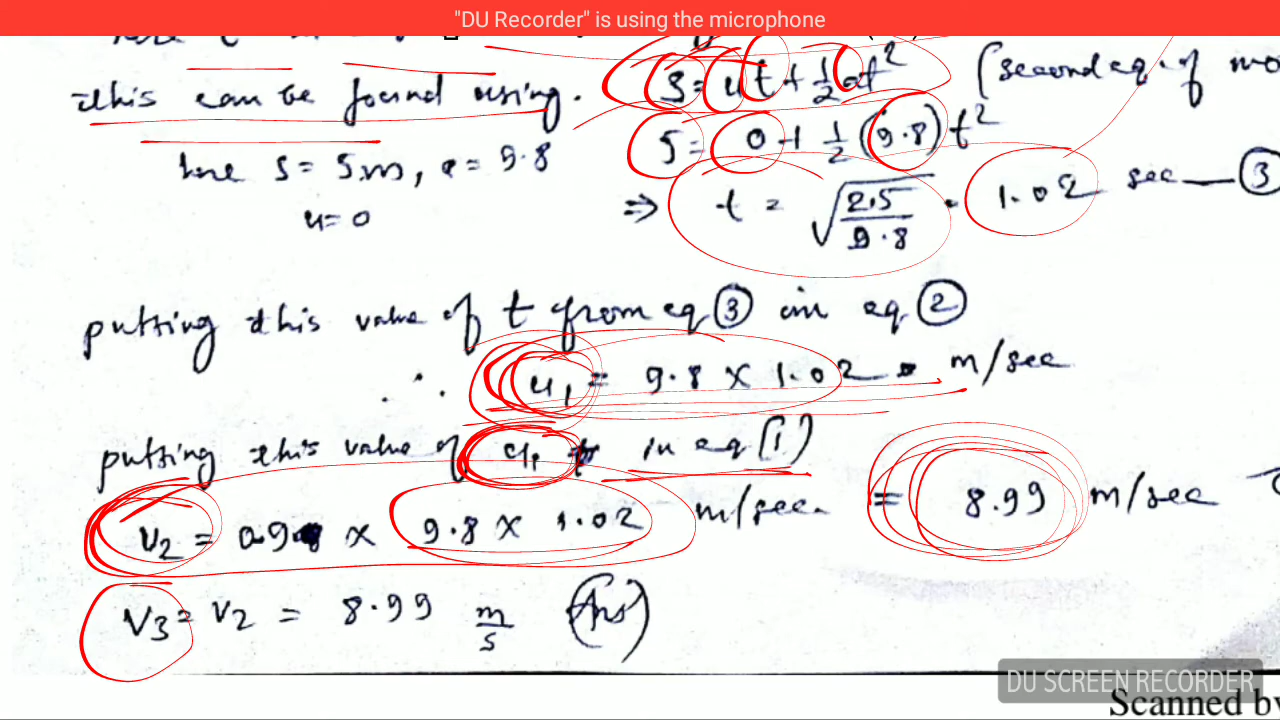 "DU Recorder" is using the microphone
this can be found using. S = ut + 1/2 at² (second eq. of mo
5 = 0 + 1/2 (9.8) t²
here S = 5m, a = 9.8
u = 0
⇒ t = √(2.5/9.8) = 1.02 sec — ③
putting this value of t from eq ③ in eq ②
∴ u₁ = 9.8 × 1.02 m/sec
putting this value of u₁ in eq (1)
V₂ = 0.9 × 9.8 × 1.02 m/sec. = 8.99 m/sec
V₃ = V₂ = 8.99 m/s (Ans)
DU SCREEN RECORDER
Scanned by